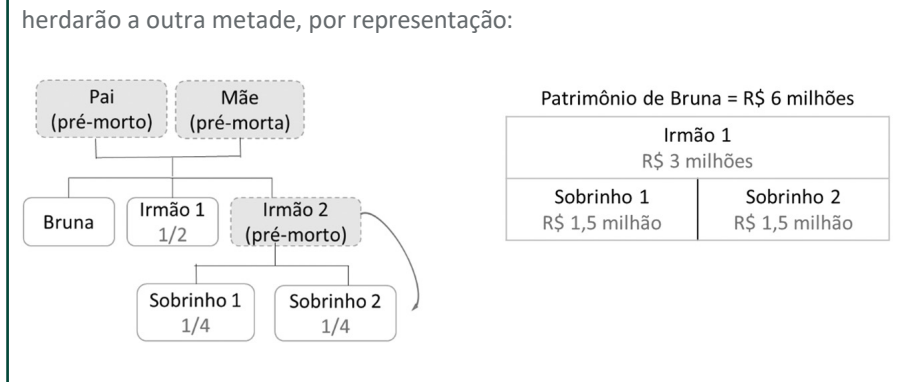 herdarão a outra metade, por representação:
Pai
(pré-morto)
Mãe
(pré-morta)
Bruna
Irmão 1
1/2
Irmão 2
(pré-morto)
Sobrinho 1
1/4
Sobrinho 2
1/4
Patrimônio de Bruna = R$ 6 milhões
Irmão 1
R$ 3 milhões
Sobrinho 1
R$ 1,5 milhão
Sobrinho 2
R$ 1,5 milhão